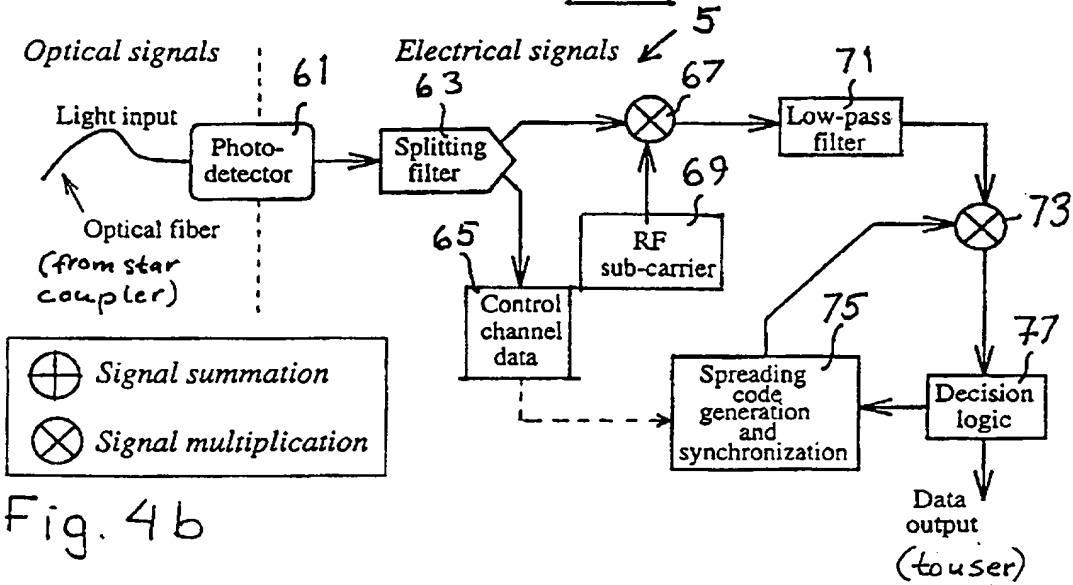 5
Optical signals
Electrical signals
61
63
67
71
Light input
Photo-
detector
Splitting
filter
Low-pass
filter
Optical fiber
(from star
coupler)
65
69
73
RF
sub-carrier
Control
channel
data
75
77
Signal summation
Signal multiplication
Spreading
code
generation
and
synchronization
Decision
logic
Fig. 4b
Data
output
(to user)